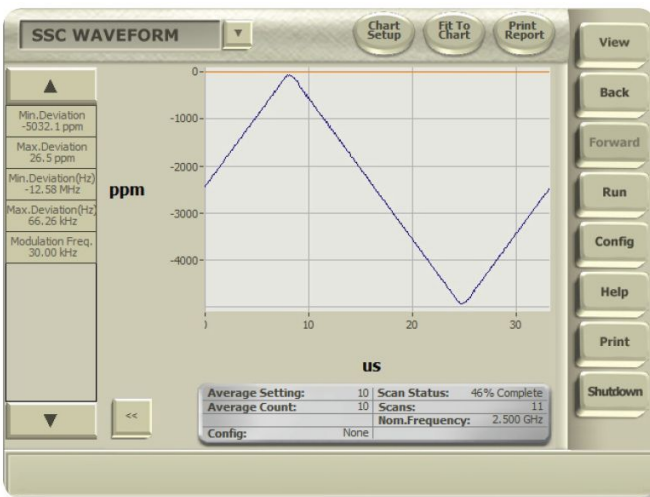 SSC WAVEFORM
Chart Setup
Fit To Chart
Print Report
View
Back
Forward
Run
Config
Help
Print
Shutdown
Min.Deviation
-5032.1 ppm
Max.Deviation
26.5 ppm
Min.Deviation(Hz)
-12.58 MHz
Max.Deviation(Hz)
66.26 kHz
Modulation Freq.
30.00 kHz
<<
ppm
0
-1000
-2000
-3000
-4000
10
20
30
us
Average Setting: 10 Scan Status: 46% Complete
Average Count: 10 Scans: 11
Nom.Frequency: 2.500 GHz
Config: None